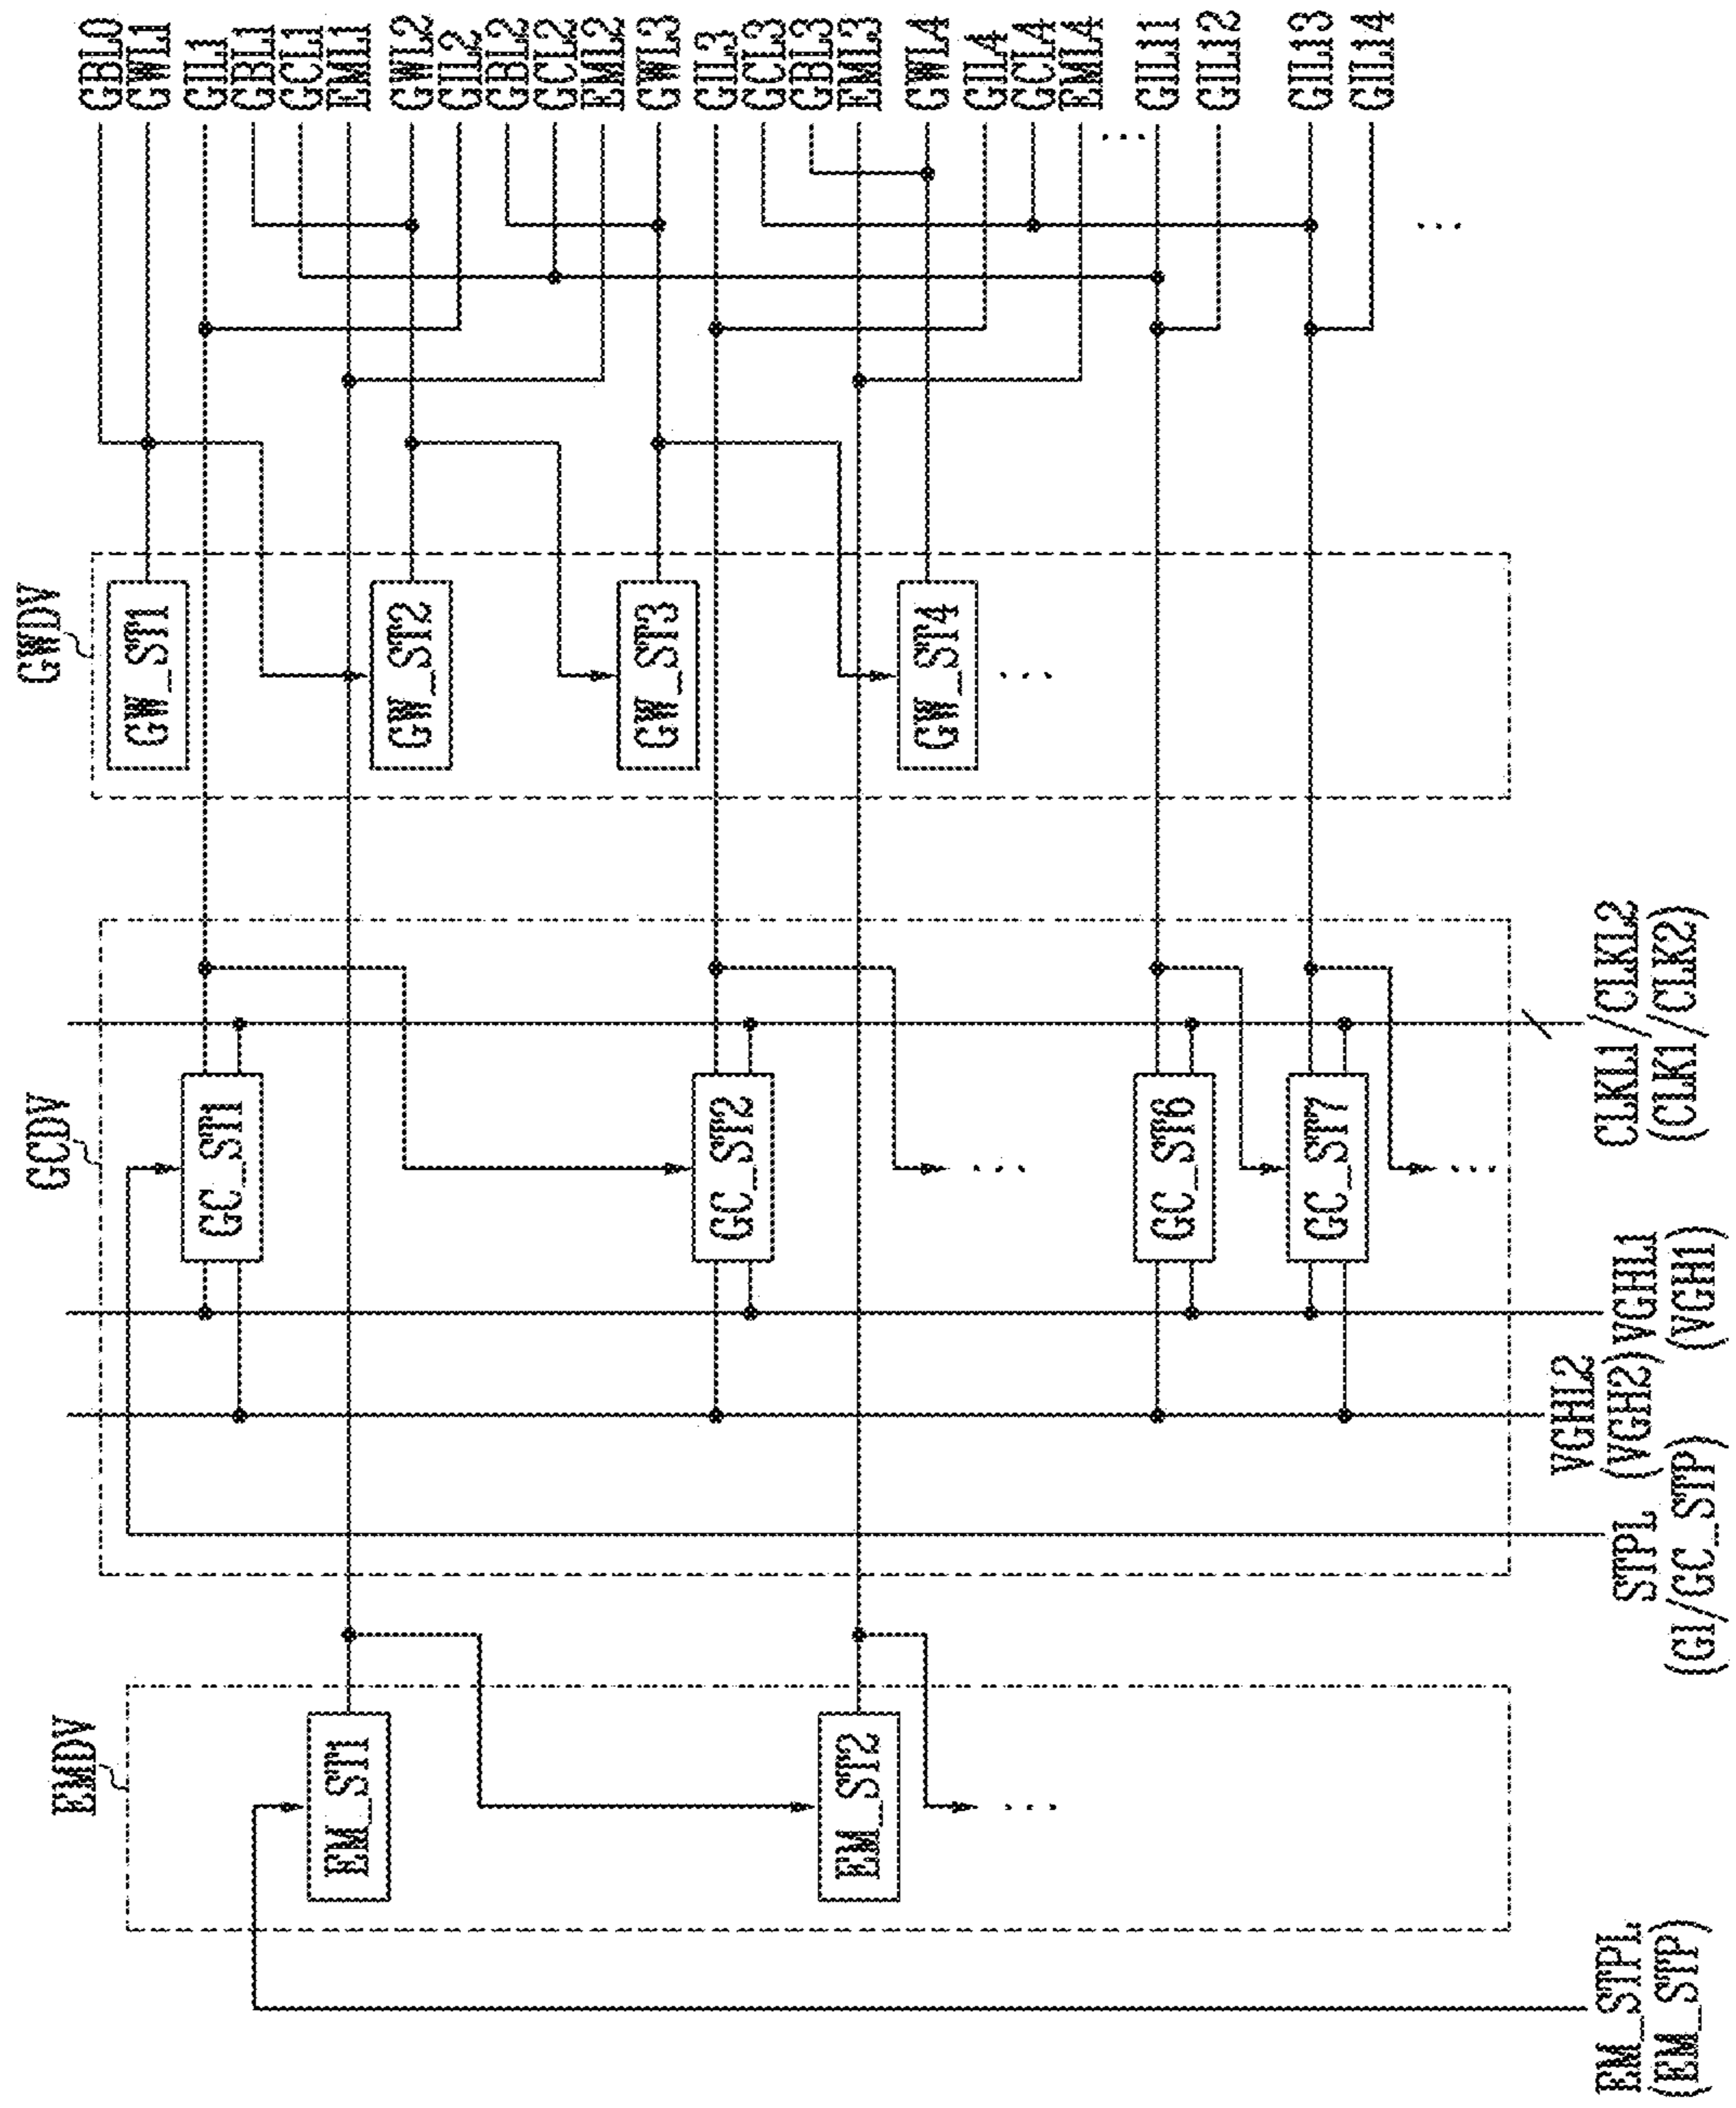 GBL0
GWL1
GIL1
GBL1
GCL1
EML1
GWL2
GIL2
GBL2
GCL2
EML2
GWL3
GIL3
GCL3
GBL3
EML3
GWL4
GIL4
GCL4
EML4
...
GIL11
GIL12
GIL13
GIL14
...
GWDV
GW_ST1
GW_ST2
GW_ST3
GW_ST4
...
GCDV
GC_ST1
GC_ST2
...
GC_ST6
GC_ST7
...
CLKL1/CLKL2
(CLK1/CLK2)
VGHL1
(VGH1)
VGHL2
(VGH2)
STPL
(GI/GC_STP)
EMDV
EM_ST1
EM_ST2
...
EM_STPL
(EM_STP)